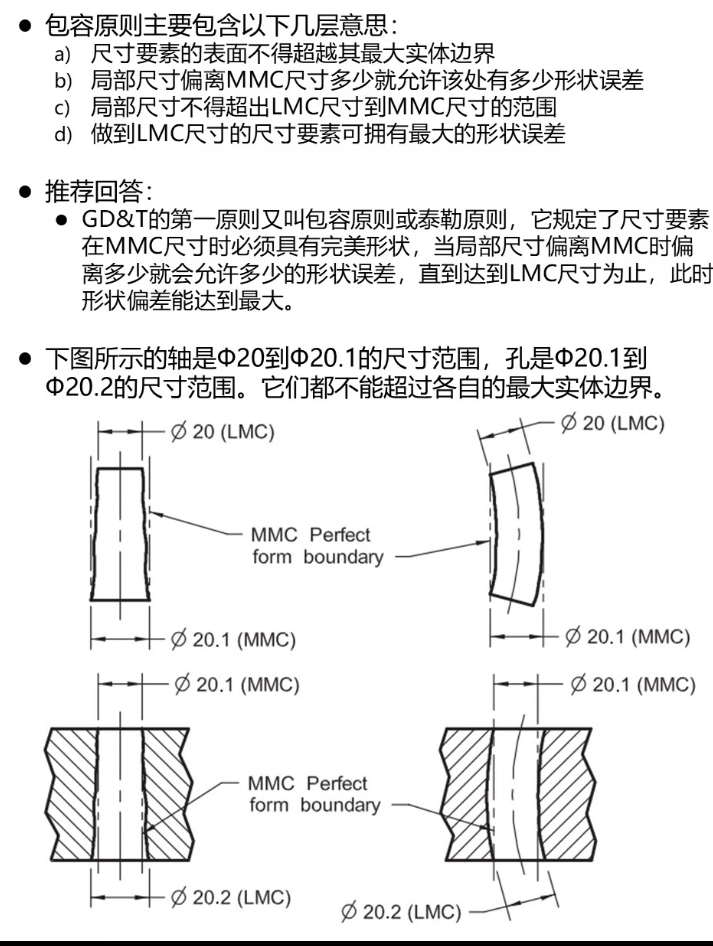 ● 包容原则主要包含以下几层意思：
a) 尺寸要素的表面不得超越其最大实体边界
b) 局部尺寸偏离MMC尺寸多少就允许该处有多少形状误差
c) 局部尺寸不得超出LMC尺寸到MMC尺寸的范围
d) 做到LMC尺寸的尺寸要素可拥有最大的形状误差
● 推荐回答：
● GD&T的第一原则又叫包容原则或泰勒原则，它规定了尺寸要素
在MMC尺寸时必须具有完美形状，当局部尺寸偏离MMC时偏
离多少就会允许多少的形状误差，直到达到LMC尺寸为止，此时
形状偏差能达到最大。
● 下图所示的轴是Φ20到Φ20.1的尺寸范围，孔是Φ20.1到
Φ20.2的尺寸范围。它们都不能超过各自的最大实体边界。
∅ 20 (LMC)
∅ 20 (LMC)
MMC Perfect
form boundary
∅ 20.1 (MMC)
∅ 20.1 (MMC)
∅ 20.1 (MMC)
∅ 20.1 (MMC)
MMC Perfect
form boundary
∅ 20.2 (LMC)
∅ 20.2 (LMC)